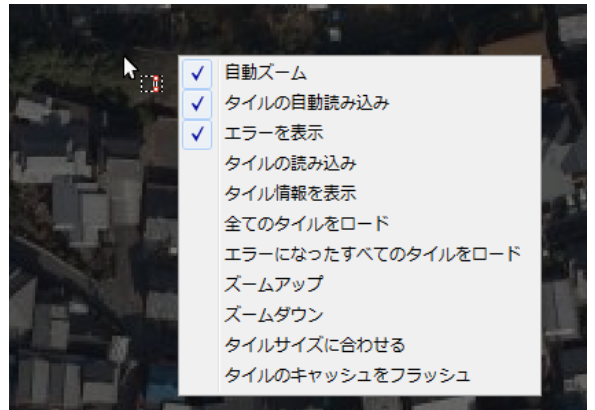 自動ズーム
タイルの自動読み込み
エラーを表示
タイルの読み込み
タイル情報を表示
全てのタイルをロード
エラーになったすべてのタイルをロード
ズームアップ
ズームダウン
タイルサイズに合わせる
タイルのキャッシュをフラッシュ